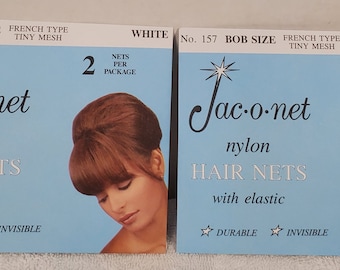 FRENCH TYPE
TINY MESH
WHITE
2 NETS PER PACKAGE
net
TS
INVISIBLE
No. 157 BOB SIZE FRENCH TYPE
TINY MESH
Jac·o·net
nylon
HAIR NETS
with elastic
DURABLE INVISIBLE